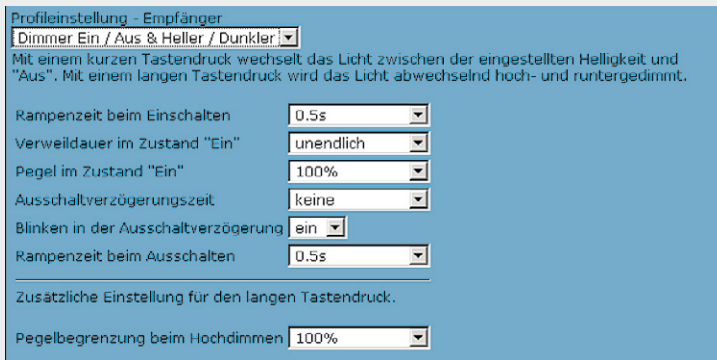 Profileinstellung - Empfänger
Dimmer Ein / Aus & Heller / Dunkler
Mit einem kurzen Tastendruck wechselt das Licht zwischen der eingestellten Helligkeit und
"Aus". Mit einem langen Tastendruck wird das Licht abwechselnd hoch- und runtergedimmt.
Rampenzeit beim Einschalten 0.5s
Verweildauer im Zustand "Ein" unendlich
Pegel im Zustand "Ein" 100%
Ausschaltverzögerungszeit keine
Blinken in der Ausschaltverzögerung ein
Rampenzeit beim Ausschalten 0.5s
Zusätzliche Einstellung für den langen Tastendruck.
Pegelbegrenzung beim Hochdimmen 100%